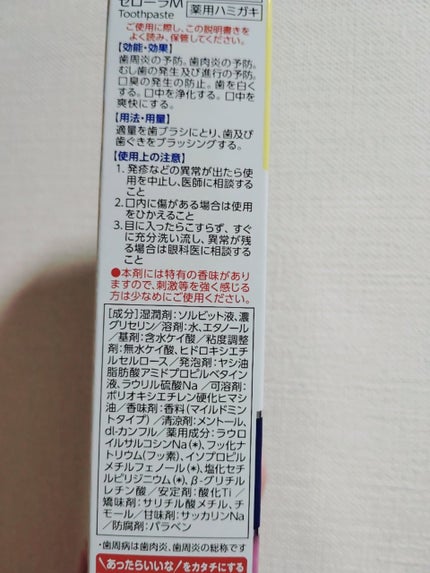 ゼローラM 薬用ハミガキ
Toothpaste
ご使用に際し、この説明書きを
よく読み、保管してください。
【効能・効果】
歯周炎の予防。歯肉炎の予防。
むし歯の発生及び進行の予防。
口臭の発生の防止。歯を白く
する。口中を浄化する。口中を
爽快にする。
【用法・用量】
適量を歯ブラシにとり、歯及び
歯ぐきをブラッシングする。
【使用上の注意】
1. 発疹などの異常が出たら使
用を中止し、医師に相談する
こと
2. 口内に傷がある場合は使用
をひかえること
3. 目に入ったらこすらず、すぐ
に充分洗い流し、異常が残
る場合は眼科医に相談する
こと
●本剤には特有の香味があり
ますので、刺激等を強く感じる
方は少なめにご使用ください。
[成分]湿潤剤:ソルビット液、濃
グリセリン/溶剤:水、エタノール
/基剤:含水ケイ酸/粘度調整
剤:無水ケイ酸、ヒドロキシエチ
ルセルロース/発泡剤:ヤシ油
脂肪酸アミドプロピルベタイン
液、ラウリル硫酸Na/可溶剤:
ポリオキシエチレン硬化ヒマシ
油/香味剤:香料(マイルドミン
トタイプ)/清涼剤:メントール、
dl-カンフル/薬用成分:ラウロ
イルサルコシンNa(*)、フッ化ナ
トリウム(フッ素)、イソプロピル
メチルフェノール(*)、塩化セチ
ルピリジニウム(*)、β-グリチル
レチン酸/安定剤:酸化Ti/
矯味剤:サリチル酸メチル、チ
モール/甘味剤:サッカリンNa
/防腐剤:パラベン
・歯周病は歯肉炎、歯周炎の総称です
"あったらいいな"をカタチにする